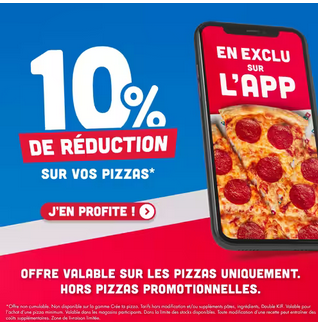 10%
DE RÉDUCTION
SUR VOS PIZZAS*
J'EN PROFITE !
EN EXCLU
SUR
L'APP
OFFRE VALABLE SUR LES PIZZAS UNIQUEMENT.
HORS PIZZAS PROMOTIONNELLES.
*Offre non cumulable. Non disponible sur la gamme Crée ta pizza. Tarifs hors modification et/ou suppléments pâtes, ingrédients, Double Kiff. Valable pour
l'achat d'une pizza minimum. Valable dans les magasins participants. Dans la limite des stocks disponibles. Toute modification d'une recette peut entraîner des
coûts supplémentaires. Zone de livraison limitée.